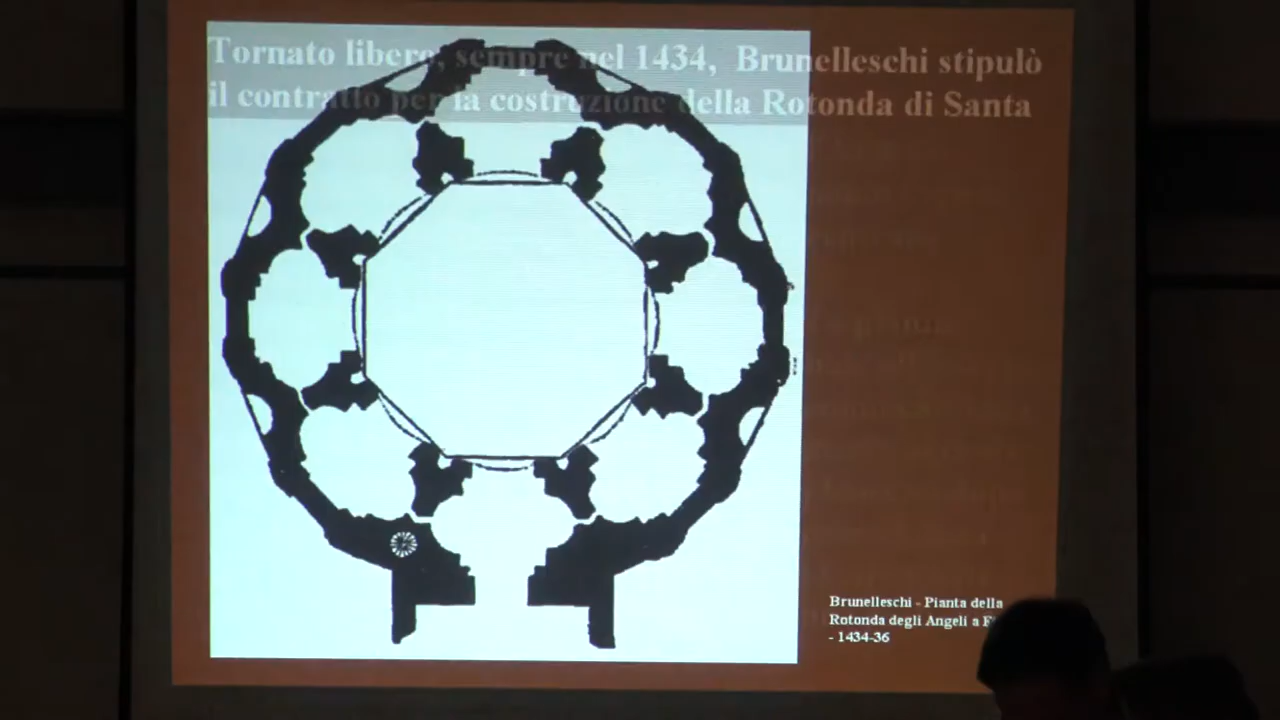 Tornato libero, sempre nel 1434, Brunelleschi stipulò
il contratto per la costruzione della Rotonda di Santa
Brunelleschi - Pianta della
Rotonda degli Angeli a
- 1434-36